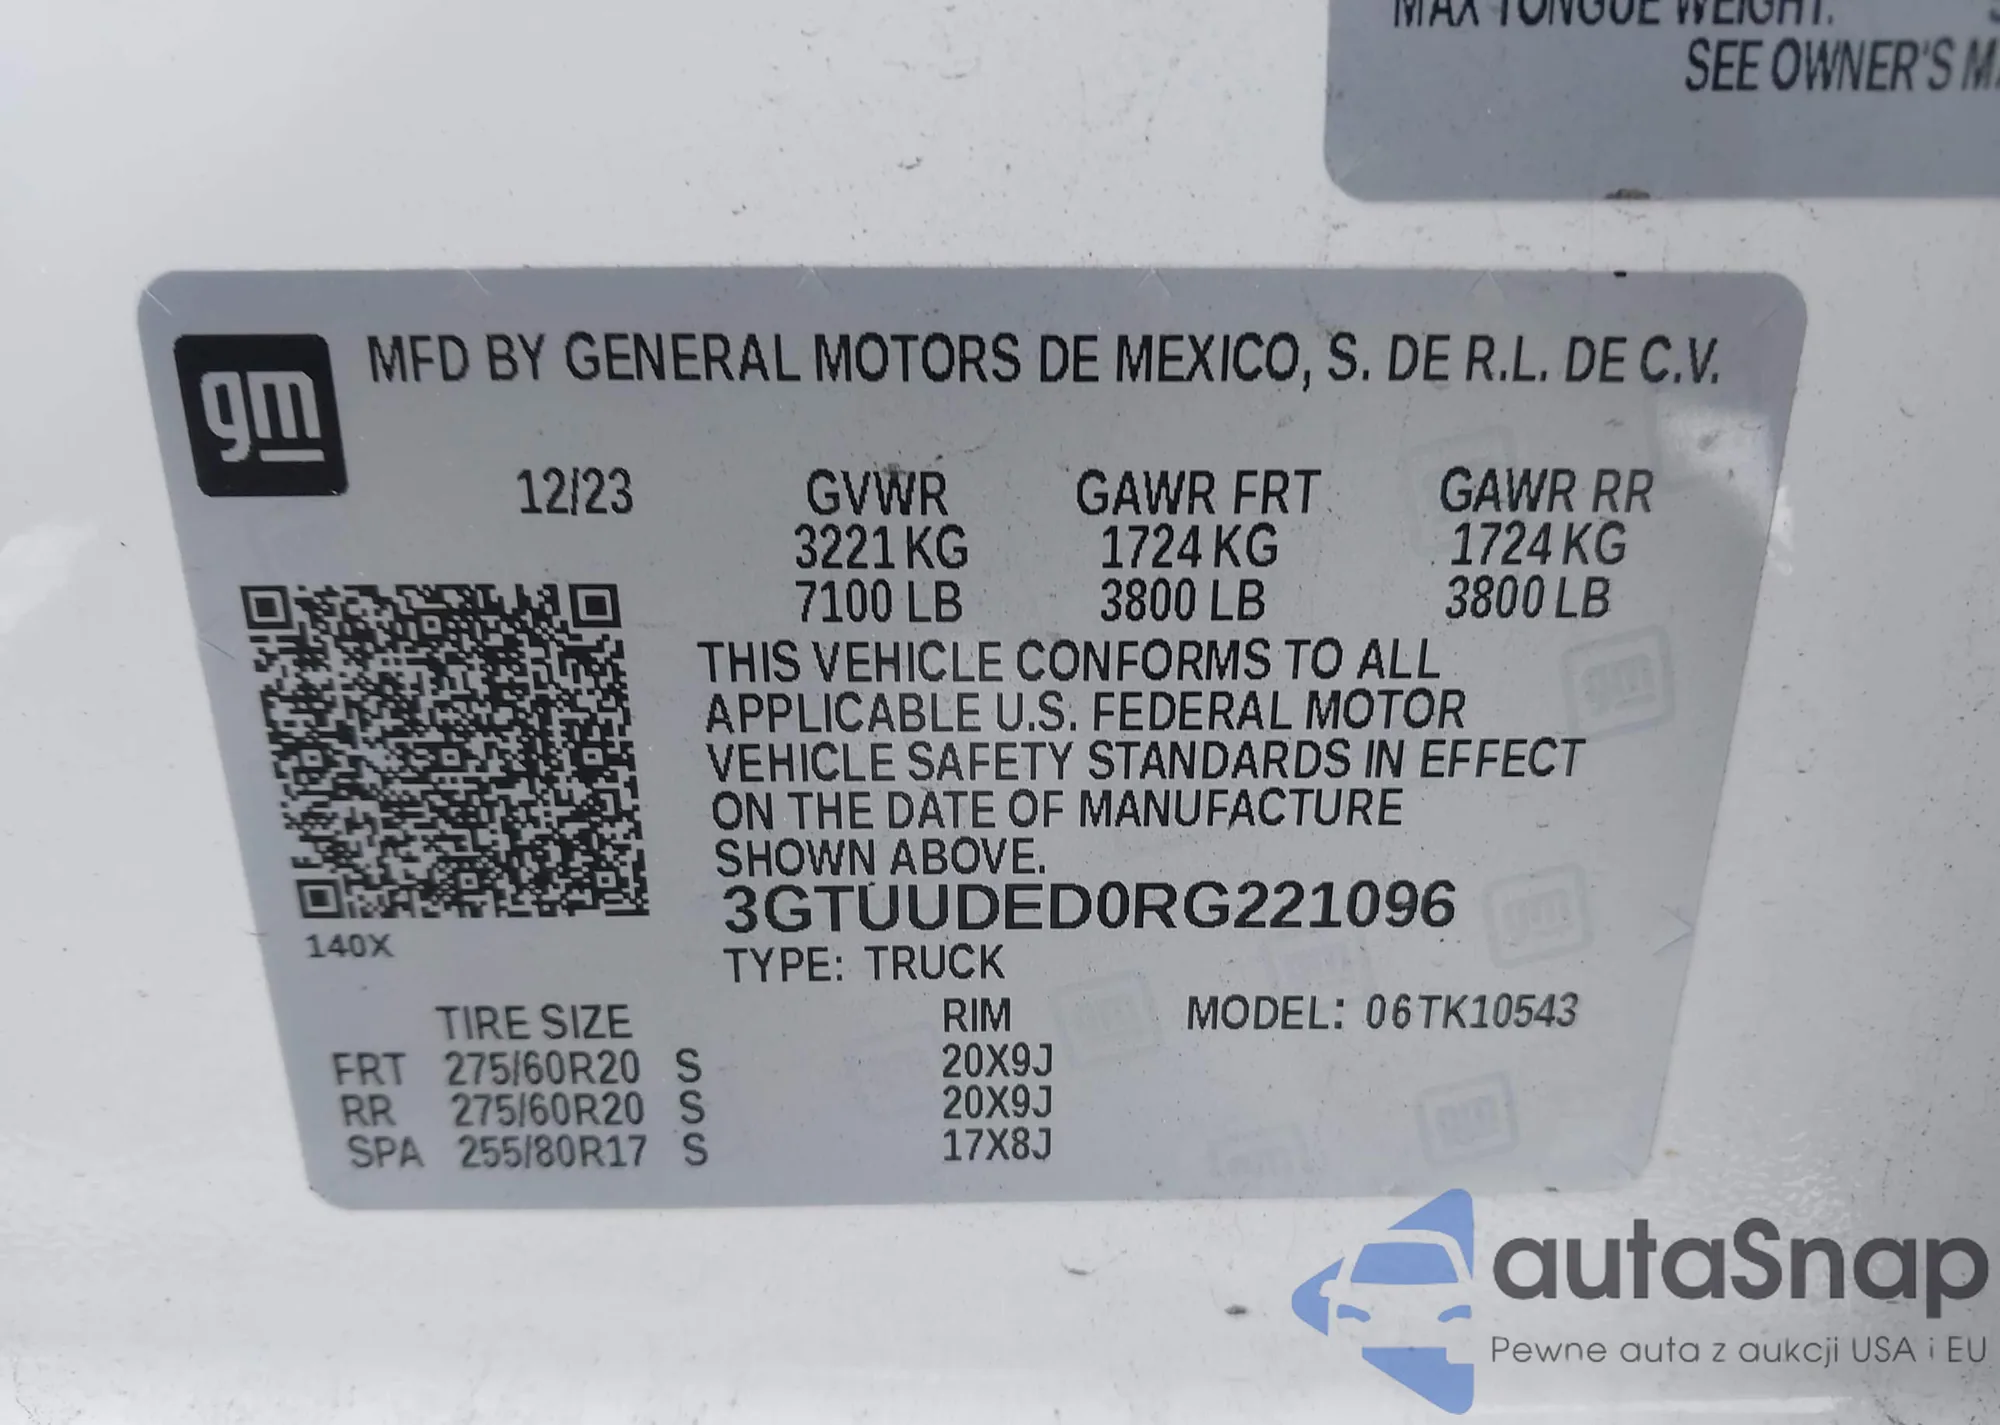 MAX TONGUE WEIGHT:
SEE OWNER'S
gm
MFD BY GENERAL MOTORS DE MEXICO, S. DE R.L. DE C.V.
12/23 GVWR GAWR FRT GAWR RR
3221 KG 1724 KG 1724 KG
7100 LB 3800 LB 3800 LB
THIS VEHICLE CONFORMS TO ALL
APPLICABLE U.S. FEDERAL MOTOR
VEHICLE SAFETY STANDARDS IN EFFECT
ON THE DATE OF MANUFACTURE
SHOWN ABOVE.
3GTUUDED0RG221096
140X
TYPE: TRUCK
TIRE SIZE RIM MODEL: 06TK10543
FRT 275/60R20 S 20X9J
RR 275/60R20 S 20X9J
SPA 255/80R17 S 17X8J
autaSnap
Pewne auta z aukcji USA i EU